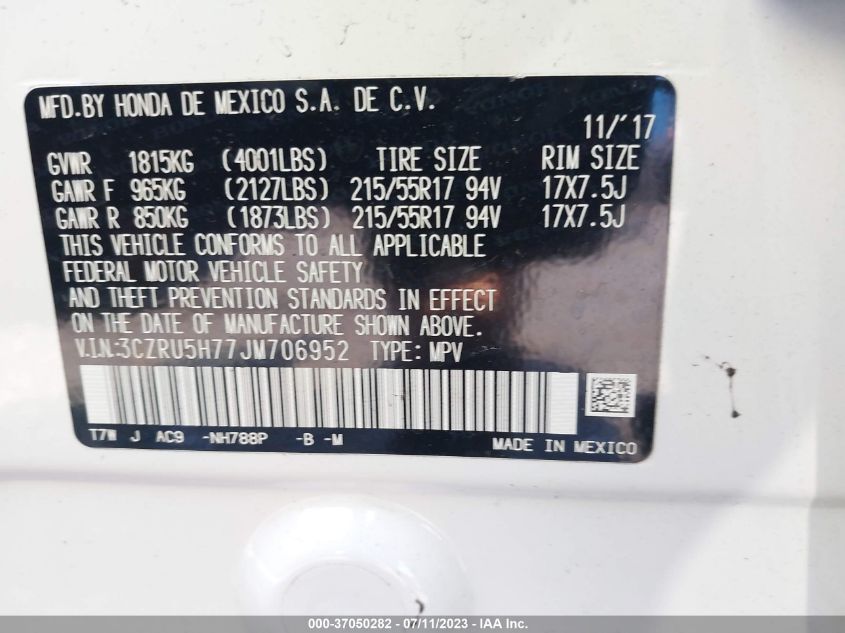 MFD.BY HONDA DE MEXICO S.A. DE C.V.
11/'17
GVWR 1815KG (4001LBS) TIRE SIZE RIM SIZE
GAWR F 965KG (2127LBS) 215/55R17 94V 17X7.5J
GAWR R 850KG (1873LBS) 215/55R17 94V 17X7.5J
THIS VEHICLE CONFORMS TO ALL APPLICABLE
FEDERAL MOTOR VEHICLE SAFETY
AND THEFT PREVENTION STANDARDS IN EFFECT
ON THE DATE OF MANUFACTURE SHOWN ABOVE.
V.I.N:3CZRU5H77JM706952 TYPE: MPV
T7W J AC9 -NH788P -B -M
MADE IN MEXICO
000-37050282 - 07/11/2023 - IAA Inc.